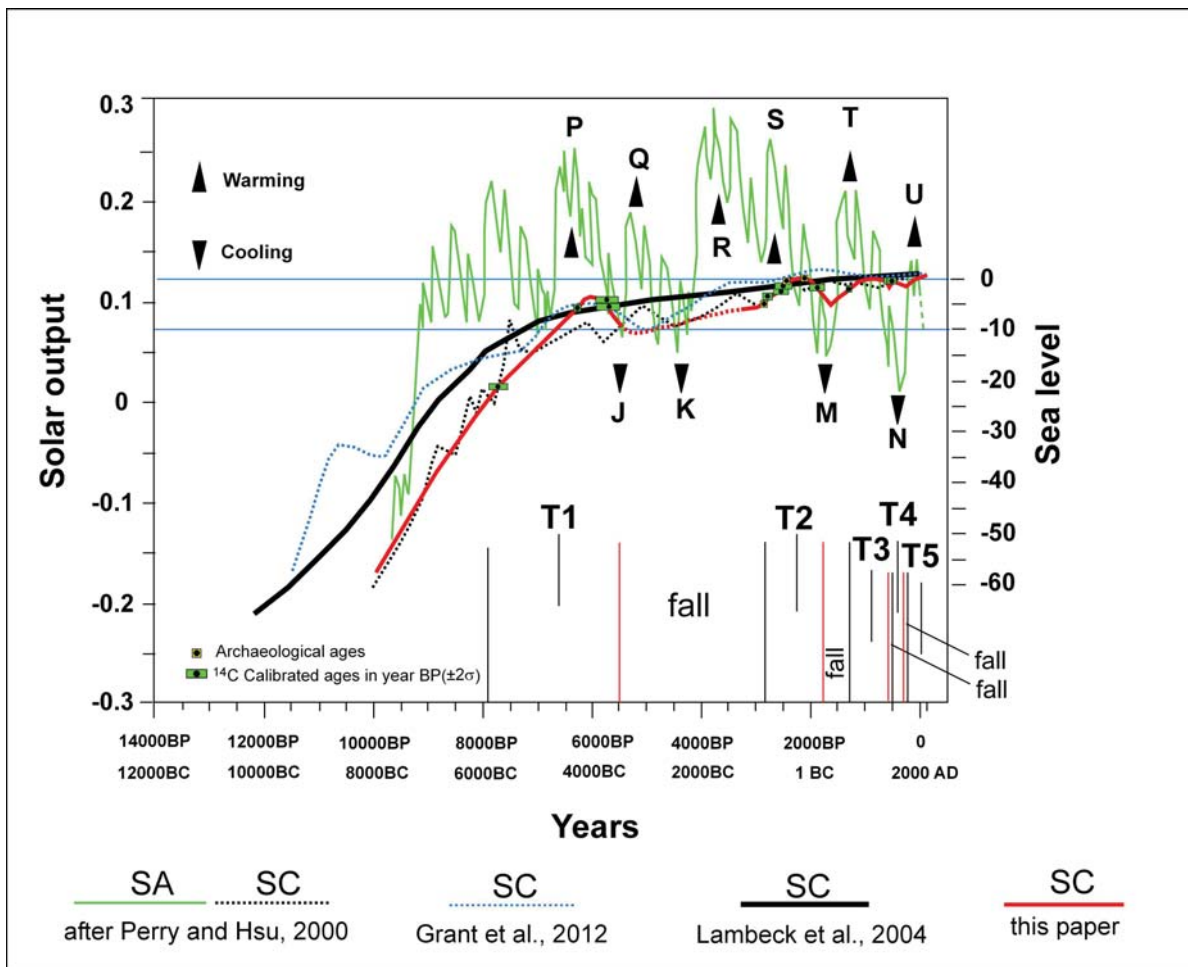 0.3
0.2
0.1
0
-0.1
-0.2
-0.3
Solar output
Warming
Cooling
P
Q
R
S
T
U
J
K
M
N
0
-10
-20
-30
-40
-50
-60
Sea level
T1
T2
T3
T4
T5
fall
fall
fall
fall
Archaeological ages
¹⁴C Calibrated ages in year BP(±2σ)
14000BP 12000BP 10000BP 8000BP 6000BP 4000BP 2000BP 0
12000BC 10000BC 8000BC 6000BC 4000BC 2000BC 1 BC 2000 AD
Years
SA SC SC SC SC
after Perry and Hsu, 2000 Grant et al., 2012 Lambeck et al., 2004 this paper